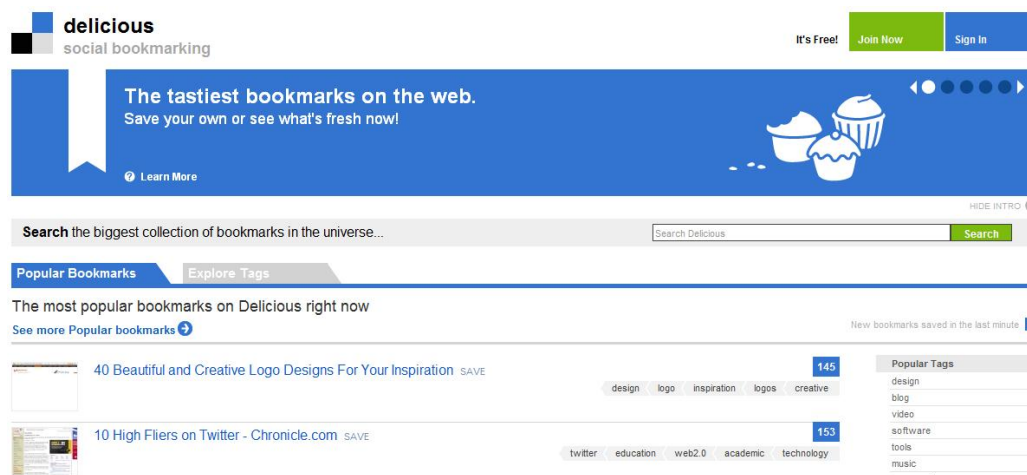 delicious
social bookmarking
It's Free! Join Now Sign In
The tastiest bookmarks on the web.
Save your own or see what's fresh now!
? Learn More
HIDE INTRO
Search the biggest collection of bookmarks in the universe...
Search Delicious
Search
Popular Bookmarks
Explore Tags
The most popular bookmarks on Delicious right now
See more Popular bookmarks
New bookmarks saved in the last minute
40 Beautiful and Creative Logo Designs For Your Inspiration SAVE
145
design logo inspiration logos creative
10 High Fliers on Twitter - Chronicle.com SAVE
153
twitter education web2.0 academic technology
Popular Tags
design
blog
video
software
tools
music